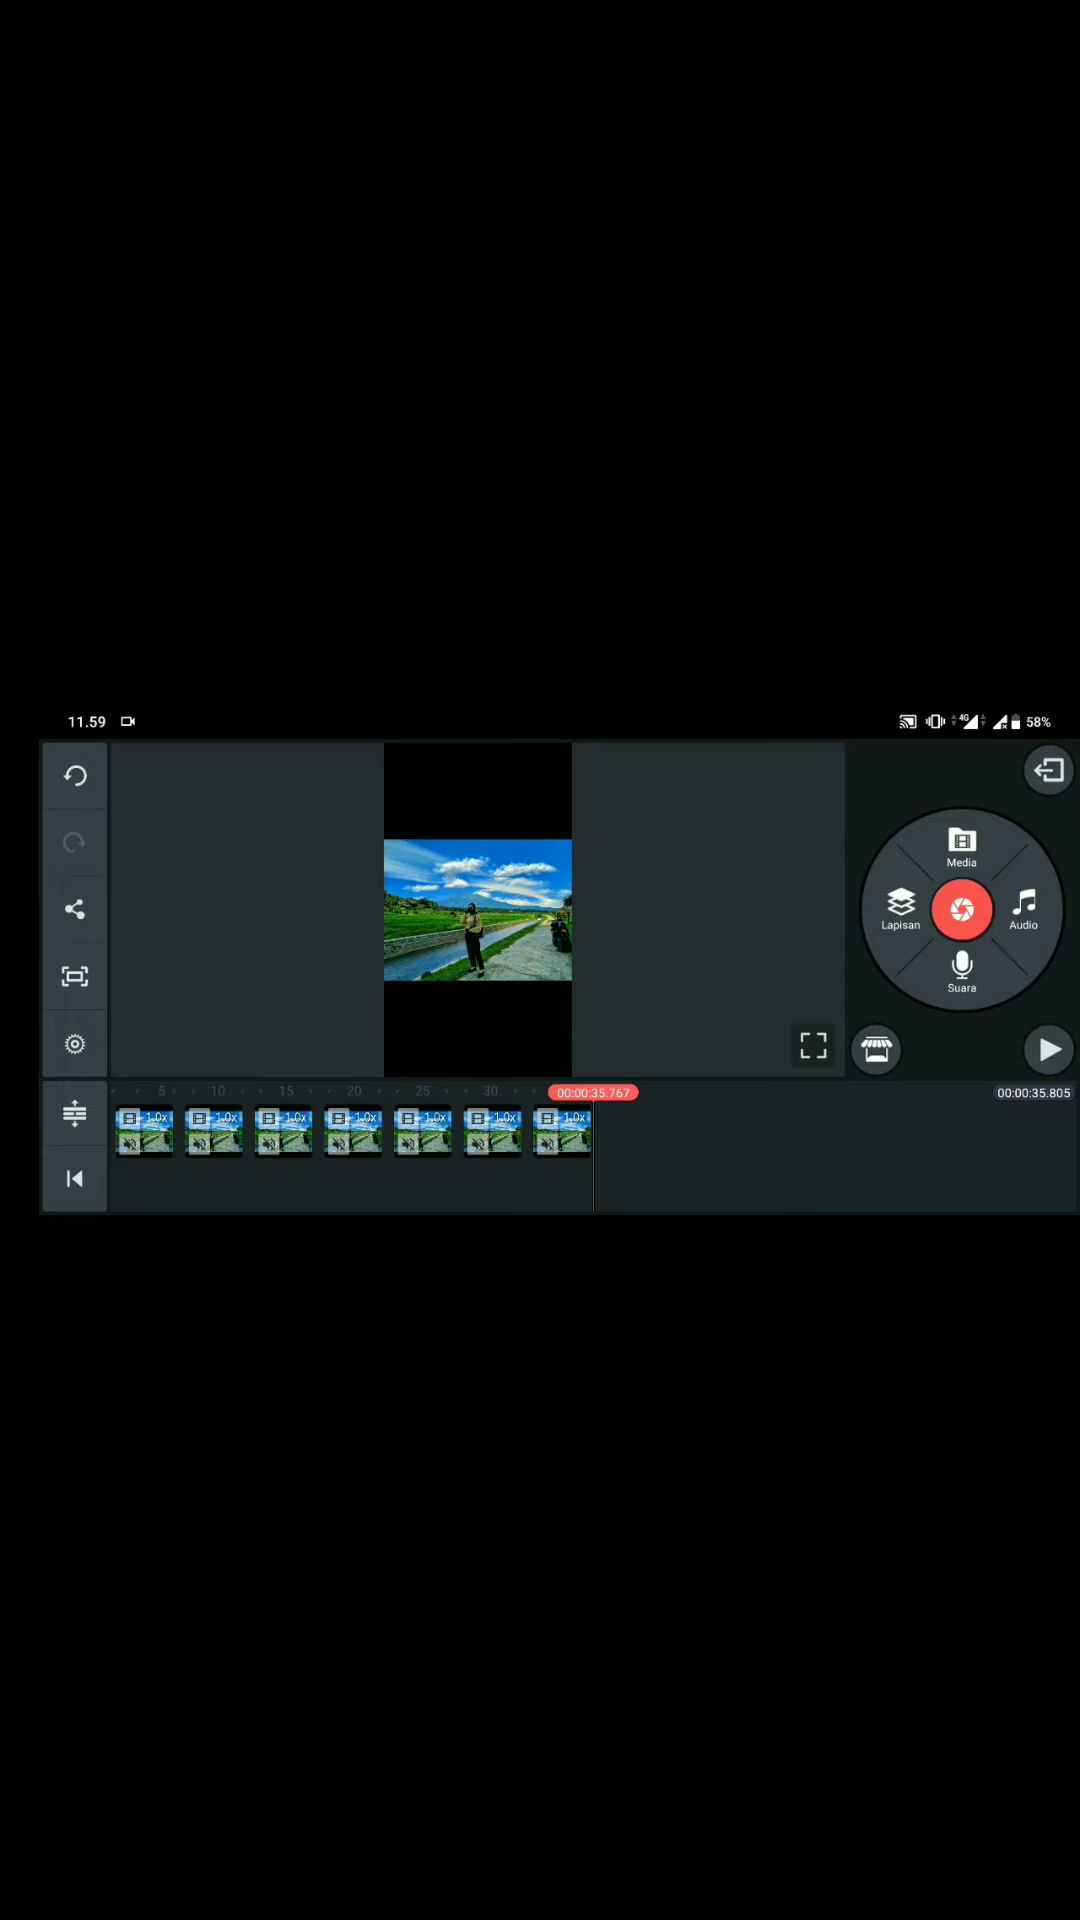 11.59
4G 58%
Media
Lapisan
Audio
Suara
5 10 15 20 25 30 00:00:35.767 00:00:35.805
1.0x 1.0x 1.0x 1.0x 1.0x 1.0x 1.0x